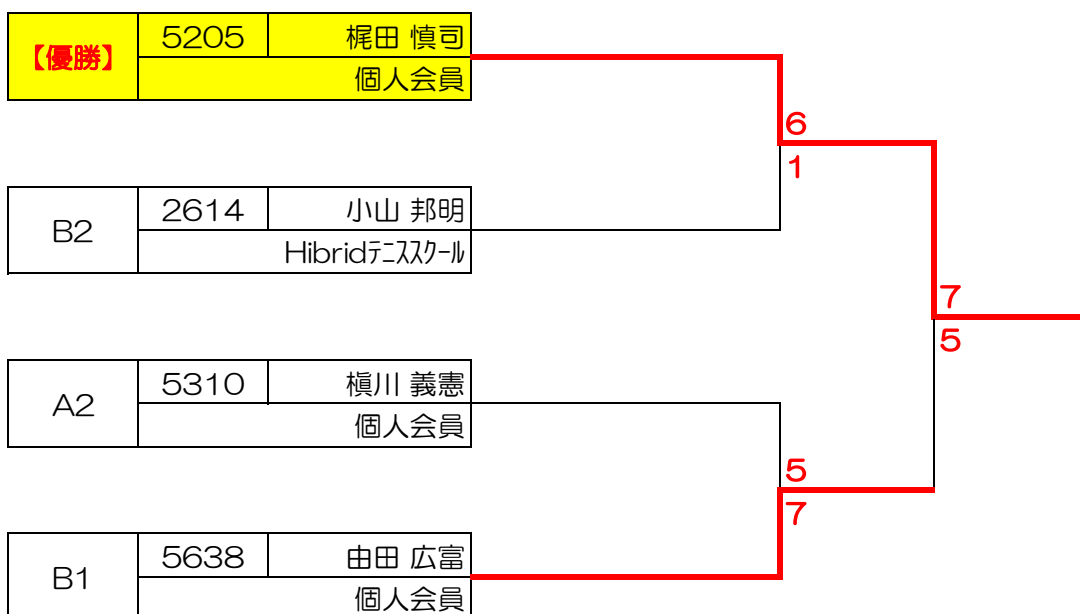 【優勝】 5205 梶田 慎司
個人会員
6
1
B2 2614 小山 邦明
Hibridﾃﾆｽｽｸｰﾙ
7
5
A2 5310 槇川 義憲
個人会員
5
7
B1 5638 由田 広富
個人会員